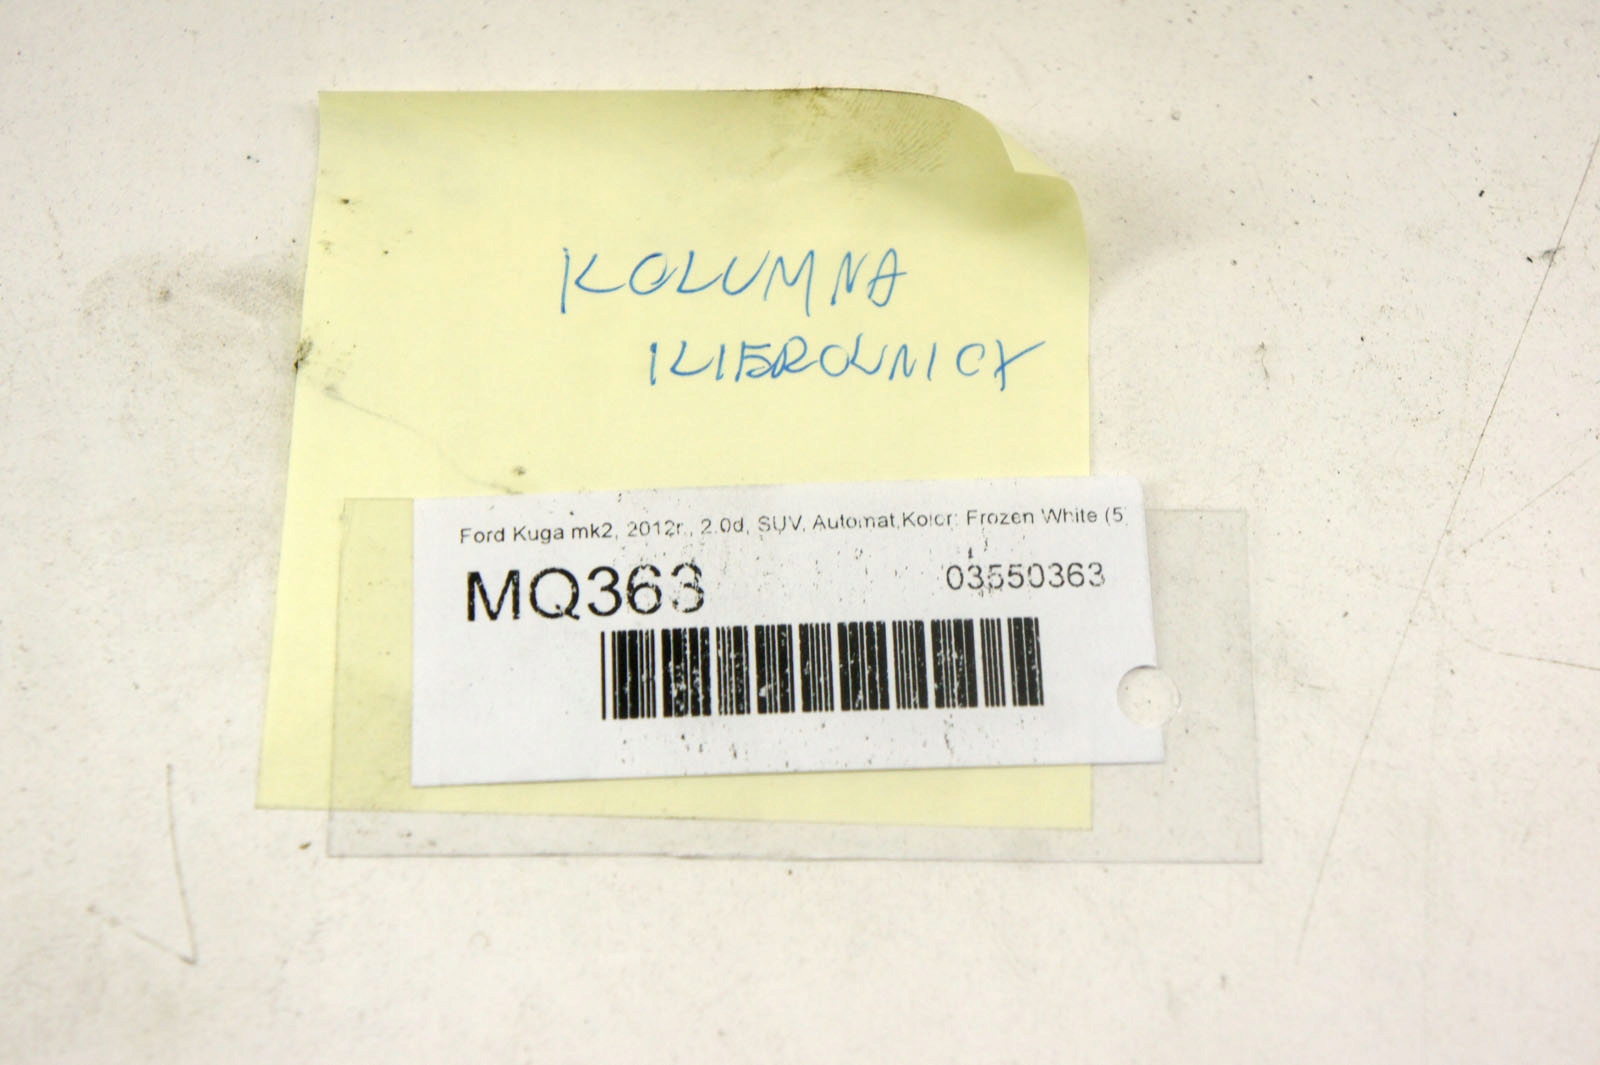 KOLUMNA
KIEROWNICY
Ford Kuga mk2, 2012r., 2.0d, SUV, Automat,Kolor: Frozen White (5
MQ363
03550363